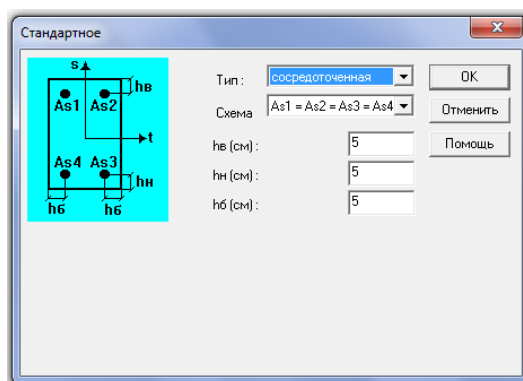 Стандартное
s
hв
As1 As2
t
As4 As3
hн
hб hб
Тип : сосредоточенная
Схема As1 = As2 = As3 = As4
hв (см) : 5
hн (см) : 5
hб (см) : 5
OK
Отменить
Помощь